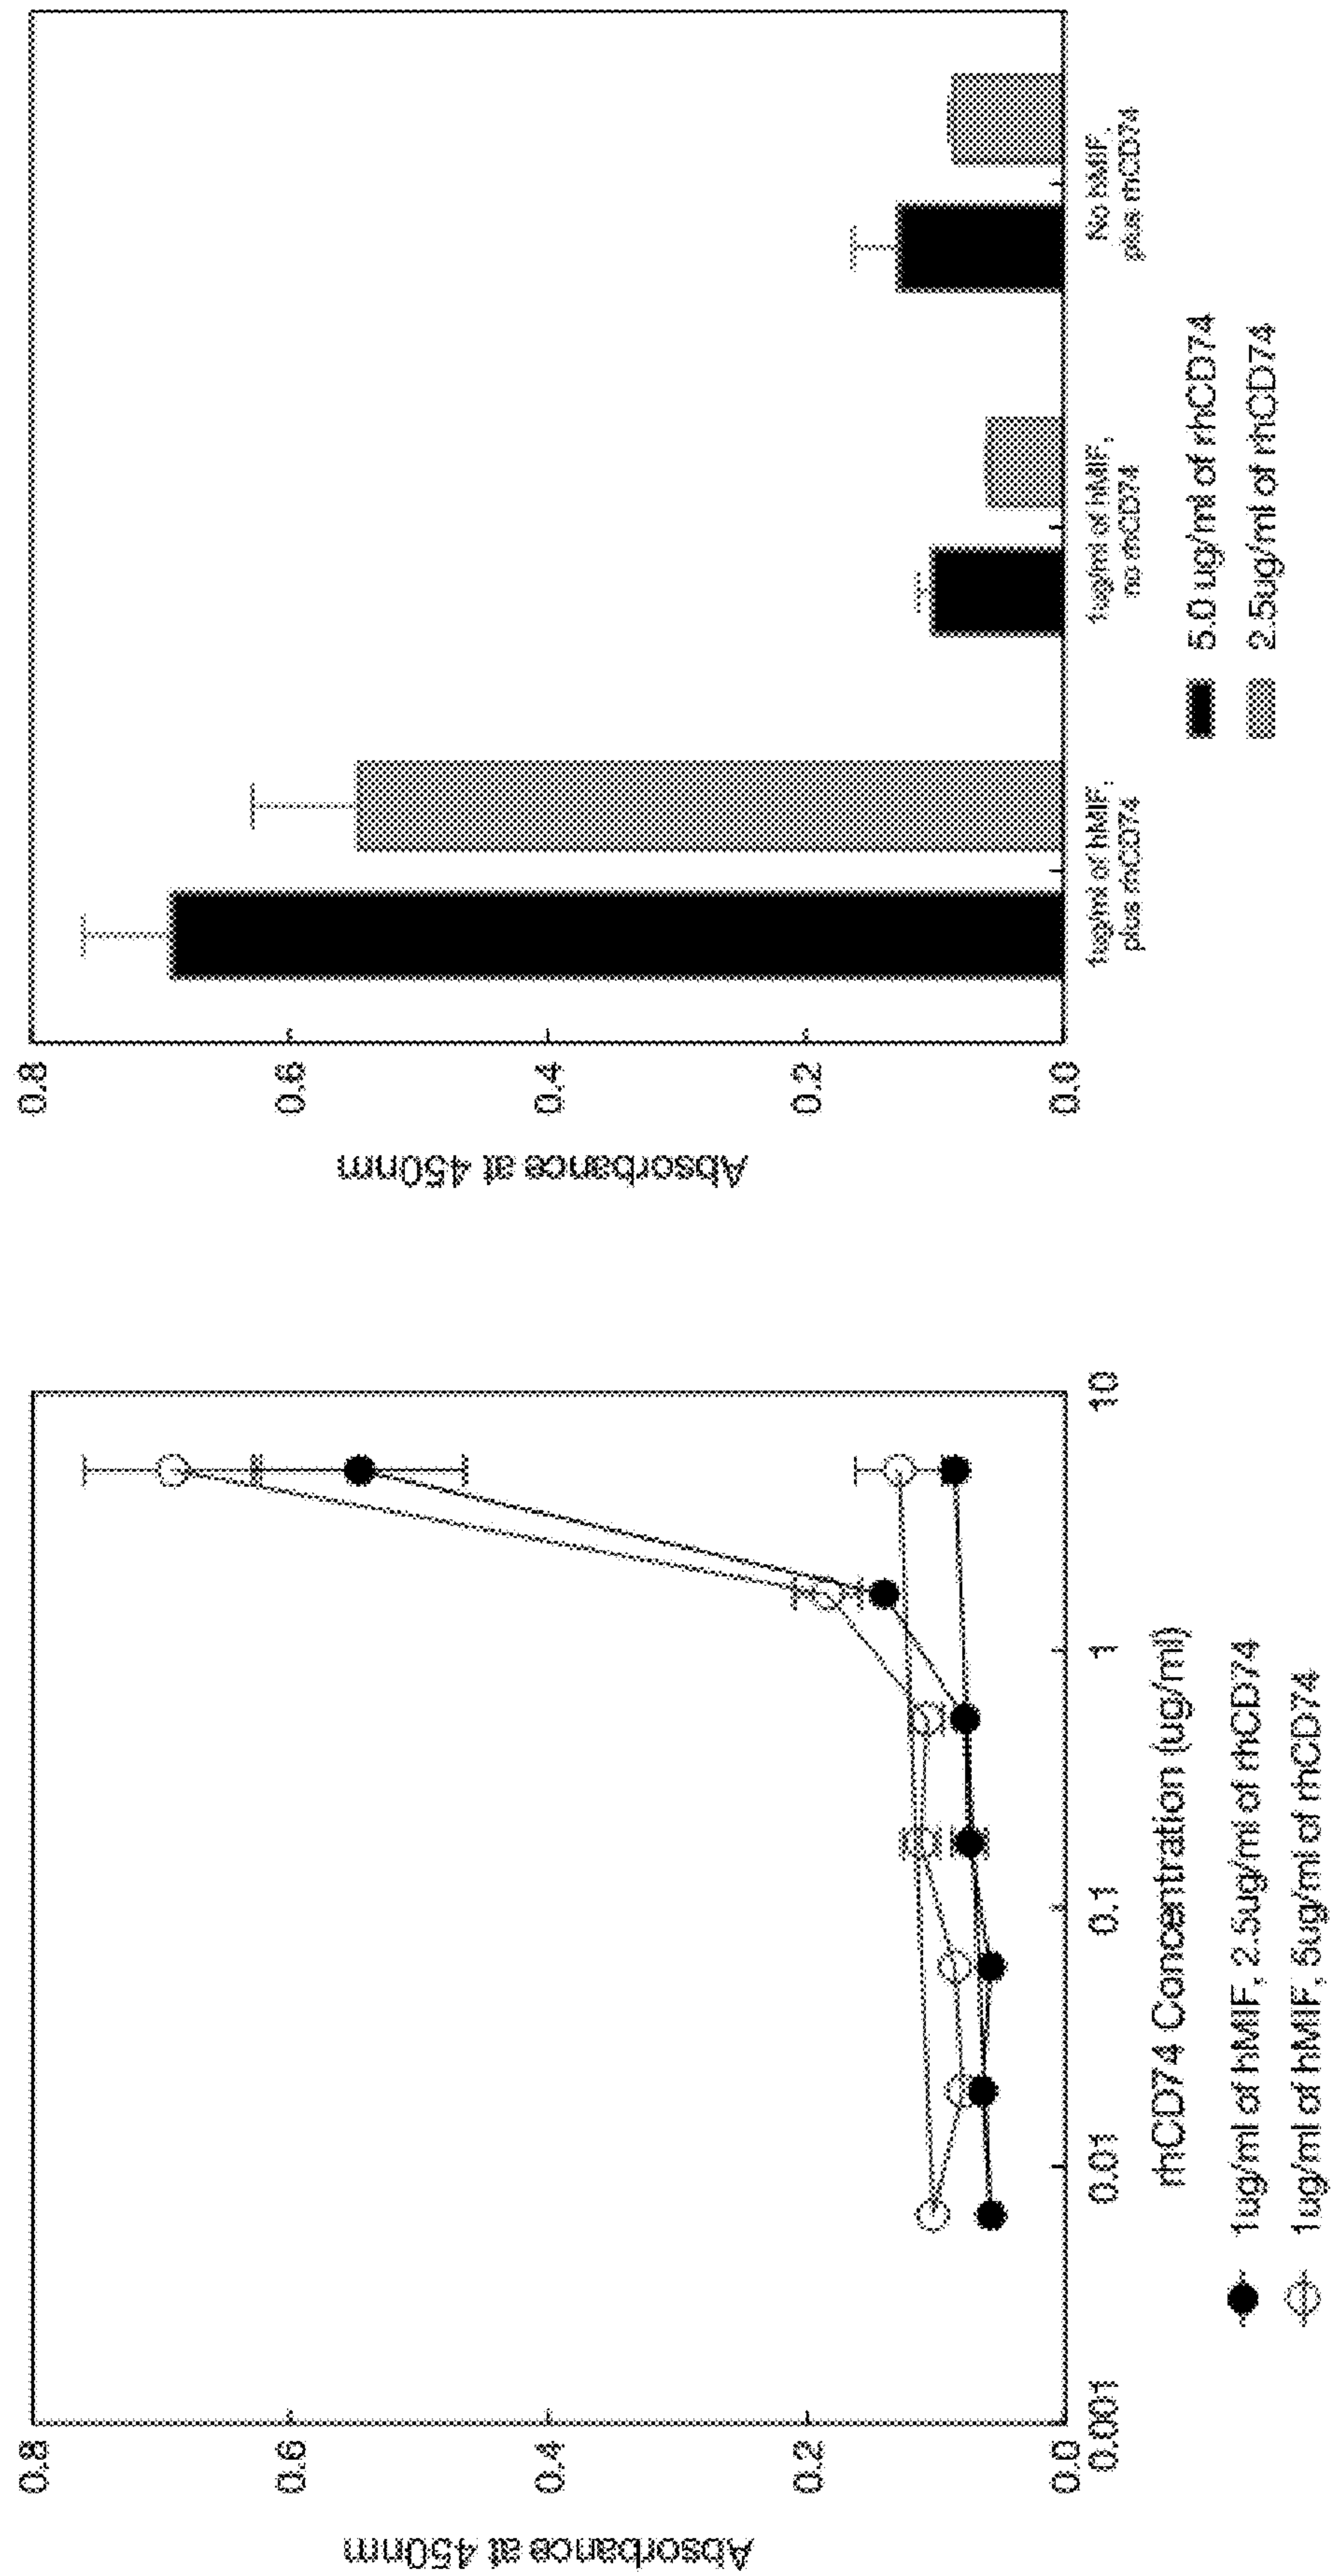 Absorbance at 450nm
0.8
0.6
0.4
0.2
0.0
0.001
0.01
0.1
1
10
rhCD74 Concentration (ug/ml)
1ug/ml of hMIF, 2.5ug/ml of rhCD74
1ug/ml of hMIF, 5ug/ml of rhCD74
Absorbance at 450nm
0.8
0.6
0.4
0.2
0.0
1ug/ml of hMIF,
plus rhCD74
1ug/ml of hMIF,
no rhCD74
No hMIF,
plus rhCD74
5.0 ug/ml of rhCD74
2.5ug/ml of rhCD74